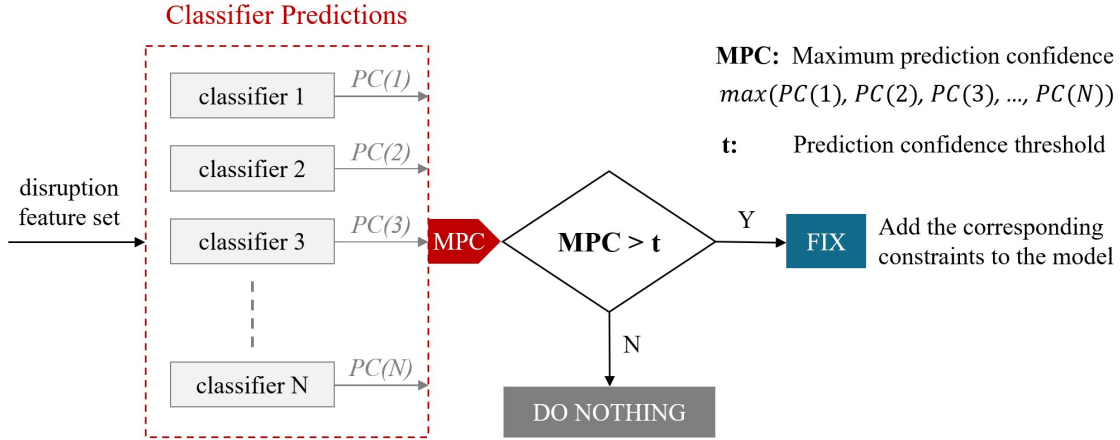 Classifier Predictions
disruption
feature set
classifier 1
PC(1)
classifier 2
PC(2)
classifier 3
PC(3)
classifier N
PC(N)
MPC
MPC > t
Y
N
FIX
DO NOTHING
Add the corresponding
constraints to the model
MPC: Maximum prediction confidence
max(PC(1), PC(2), PC(3), ..., PC(N))
t: Prediction confidence threshold